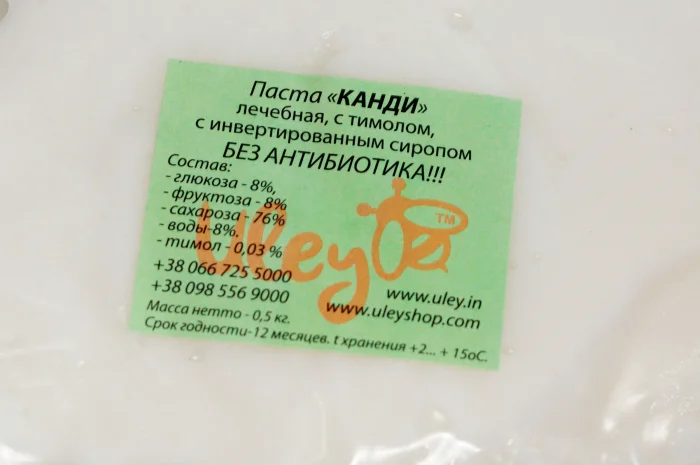 Паста «КАНДИ»
лечебная, с тимолом,
с инвертированным сиропом
БЕЗ АНТИБИОТИКА!!!
Состав:
- глюкоза - 8%,
- фруктоза - 8%
- сахароза - 76%
- воды-8%,
- тимол - 0,03 %
uley TM
+38 066 725 5000
+38 098 556 9000
www.uley.in
www.uleyshop.com
Масса нетто - 0,5 кг.
Срок годности-12 месяцев. t хранения +2... + 15оС.